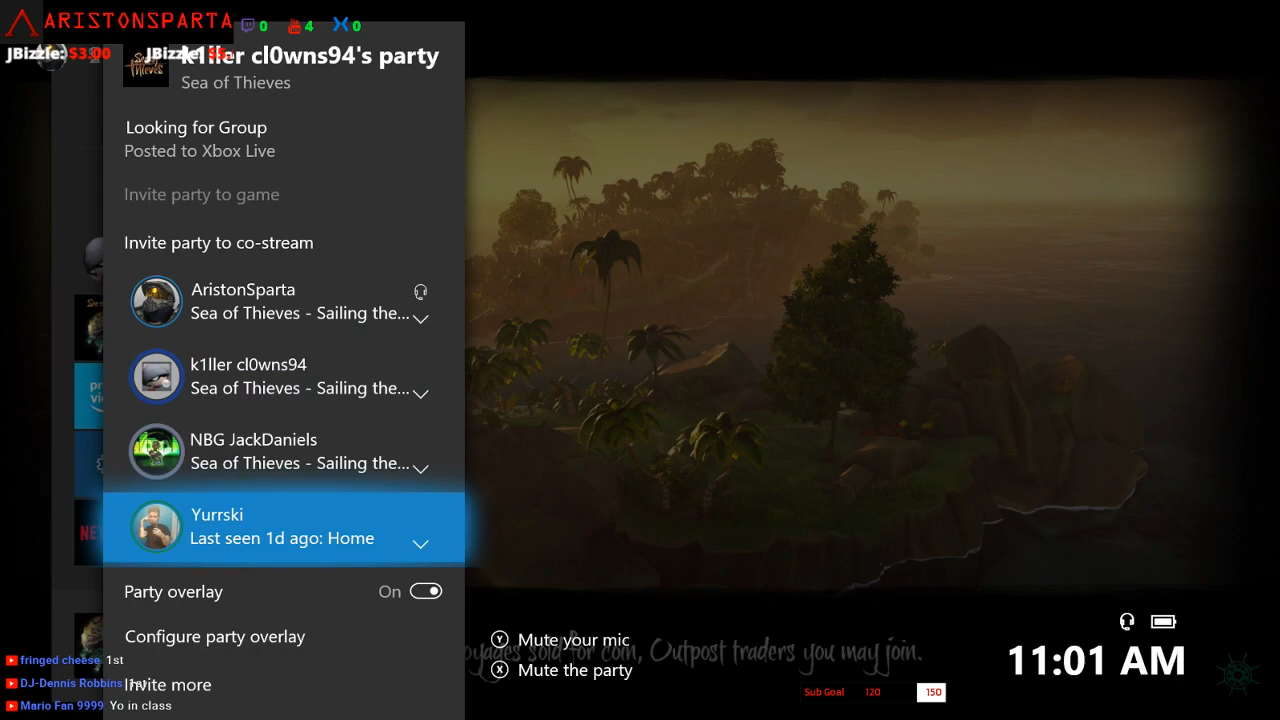 ARISTONSPARTA
0 4 0
JBizzle: $3.00 JBizzle: $5
k1ller cl0wns94's party
Sea of Thieves
Looking for Group
Posted to Xbox Live
Invite party to game
Invite party to co-stream
AristonSparta
Sea of Thieves - Sailing the...
k1ller cl0wns94
Sea of Thieves - Sailing the...
NBG JackDaniels
Sea of Thieves - Sailing the...
Yurrski
Last seen 1d ago: Home
Party overlay On
Configure party overlay
Invite more
fringed cheese 1st
DJ-Dennis Robbins 1st
Mario Fan 9999 Yo in class
Y Mute your mic
X Mute the party
oyages sold for coin, Outpost traders you may join.
11:01 AM
Sub Goal 120 150